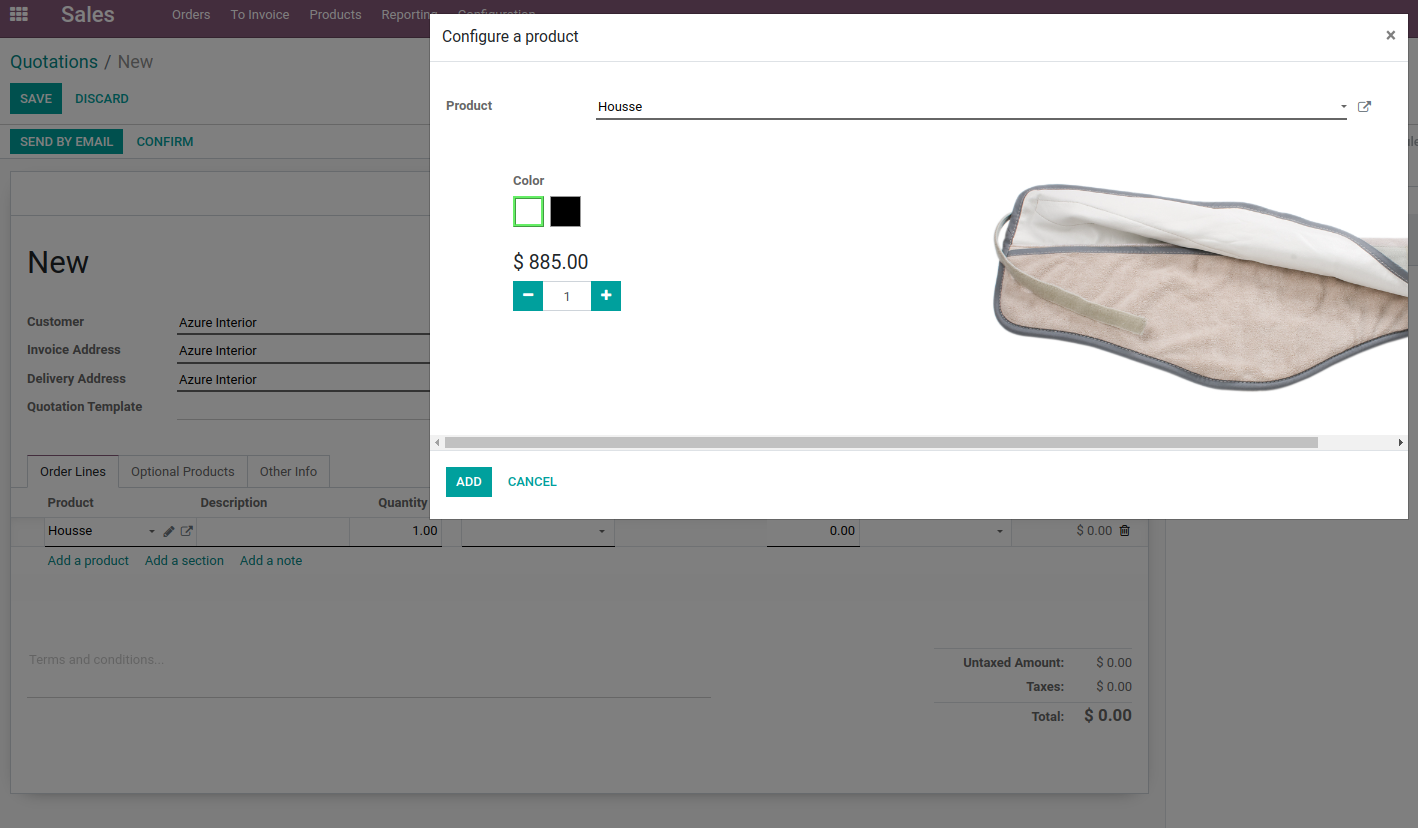 Sales Orders To Invoice Products Reporting Configuration
Configure a product ×
Quotations / New
SAVE DISCARD
SEND BY EMAIL CONFIRM
Product Housse
Color
$ 885.00
1
ADD CANCEL
New
Customer Azure Interior
Invoice Address Azure Interior
Delivery Address Azure Interior
Quotation Template
Order Lines Optional Products Other Info
Product Description Quantity
Housse 1.00 0.00 $ 0.00
Add a product Add a section Add a note
Terms and conditions...
Untaxed Amount: $ 0.00
Taxes: $ 0.00
Total: $ 0.00